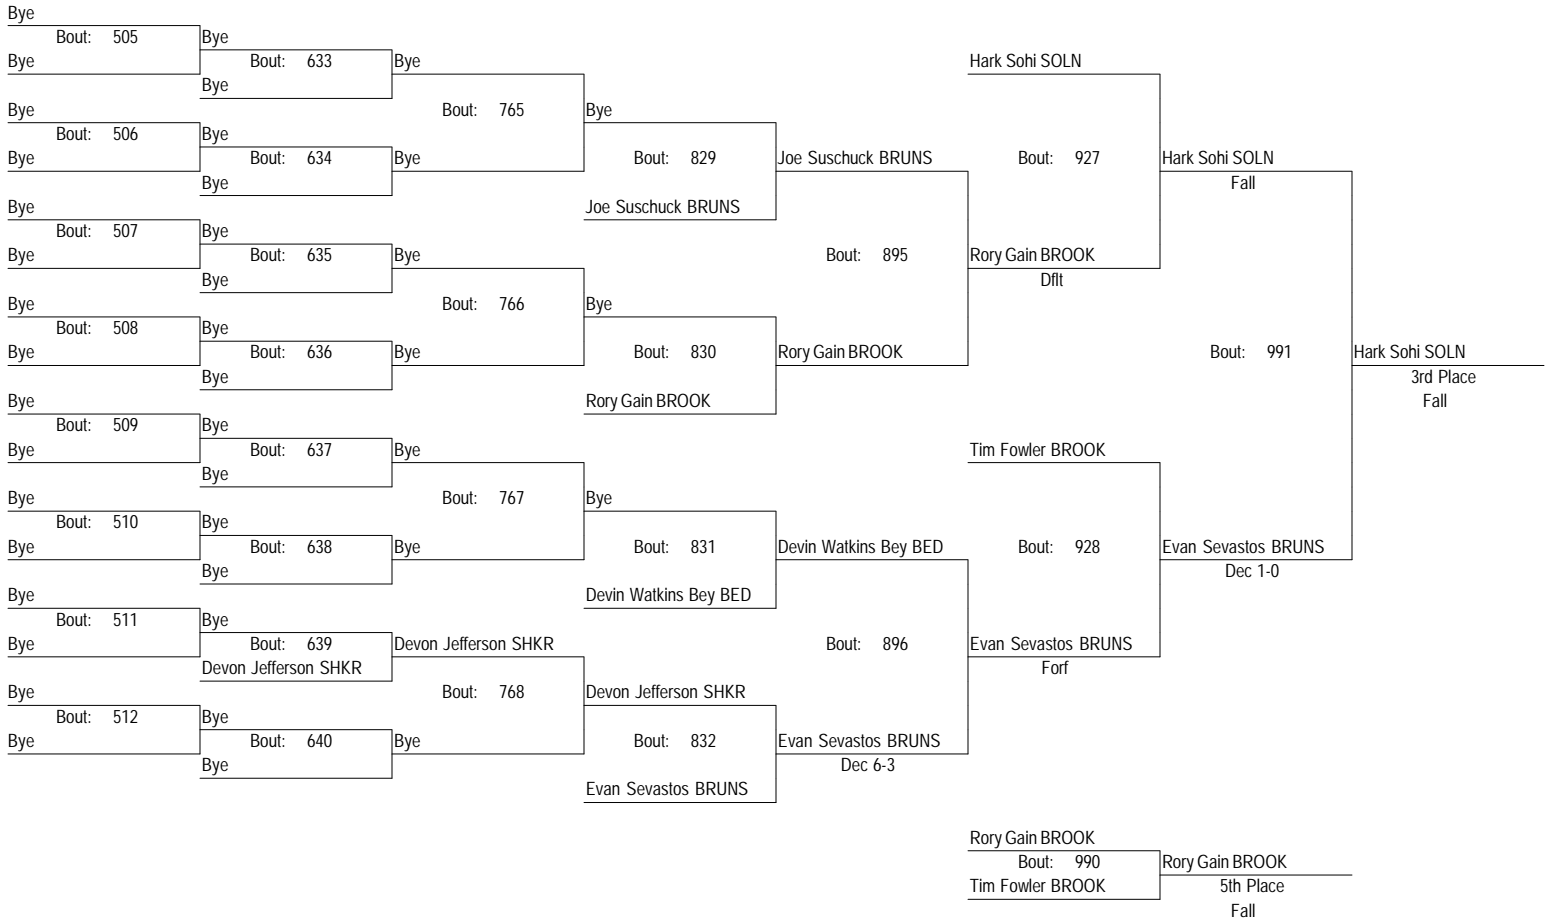 Bye
Bout: 505 Bye
Bye Bout: 633 Bye Hark Sohi SOLN
Bye
Bye Bout: 765 Bye
Bout: 506 Bye
Bye Bout: 634 Bye Bout: 829 Joe Suschuck BRUNS Bout: 927 Hark Sohi SOLN
Bye Fall
Bye Joe Suschuck BRUNS
Bout: 507 Bye
Bye Bout: 635 Bye Bout: 895 Rory Gain BROOK
Bye Dflt
Bye Bout: 766 Bye
Bout: 508 Bye
Bye Bout: 636 Bye Bout: 830 Rory Gain BROOK Bout: 991 Hark Sohi SOLN
Bye 3rd Place
Bye Rory Gain BROOK Fall
Bout: 509 Bye
Bye Bout: 637 Bye Tim Fowler BROOK
Bye
Bye Bout: 767 Bye
Bout: 510 Bye
Bye Bout: 638 Bye Bout: 831 Devin Watkins Bey BED Bout: 928 Evan Sevastos BRUNS
Bye Dec 1-0
Bye Devin Watkins Bey BED
Bout: 511 Bye
Bye Bout: 639 Devon Jefferson SHKR Bout: 896 Evan Sevastos BRUNS
Devon Jefferson SHKR Forf
Bye Bout: 768 Devon Jefferson SHKR
Bout: 512 Bye
Bye Bout: 640 Bye Bout: 832 Evan Sevastos BRUNS
Bye Dec 6-3
Evan Sevastos BRUNS
Rory Gain BROOK
Bout: 990 Rory Gain BROOK
Tim Fowler BROOK 5th Place
Fall